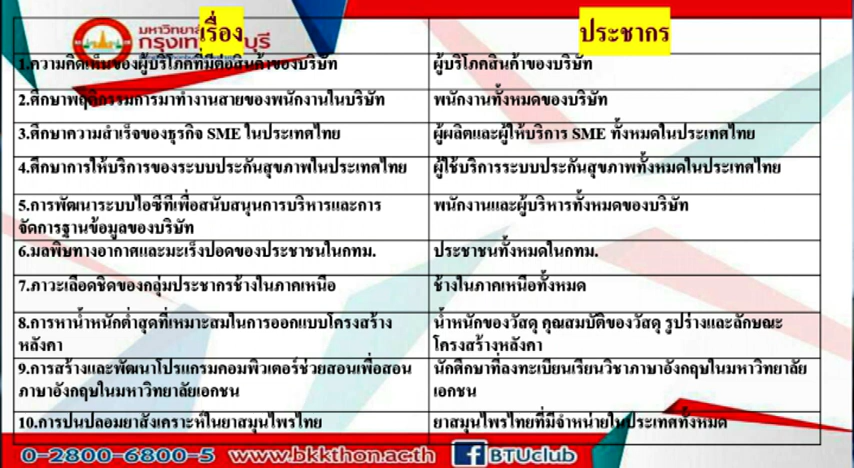 มหาวิทยาลั
กรุงเท บุรี
เรื่อง ประชากร
1.ความคิดเห็นของผู้บริโภคที่มีต่อสินค้าของบริษัท ผู้บริโภคสินค้าของบริษัท
2.ศึกษาพฤติกรรมการมาทำงานสายของพนักงานในบริษัท พนักงานทั้งหมดของบริษัท
3.ศึกษาความสำเร็จของธุรกิจ SME ในประเทศไทย ผู้ผลิตและผู้ให้บริการ SME ทั้งหมดในประเทศไทย
4.ศึกษาการให้บริการของระบบประกันสุขภาพในประเทศไทย ผู้ใช้บริการระบบประกันสุขภาพทั้งหมดในประเทศไทย
5.การพัฒนาระบบไอซีทีเพื่อสนับสนุนการบริหารและการ พนักงานและผู้บริหารทั้งหมดของบริษัท
จัดการฐานข้อมูลของบริษัท
6.มลพิษทางอากาศและมะเร็งปอดของประชาชนในกทม. ประชาชนทั้งหมดในกทม.
7.ภาวะเลือดชิดของกลุ่มประชากรช้างในภาคเหนือ ช้างในภาคเหนือทั้งหมด
8.การหาน้ำหนักต่ำสุดที่เหมาะสมในการออกแบบโครงสร้าง น้ำหนักของวัสดุ คุณสมบัติของวัสดุ รูปร่างและลักษณะ
หลังคา โครงสร้างหลังคา
9.การสร้างและพัฒนาโปรแกรมคอมพิวเตอร์ช่วยสอนเพื่อสอน นักศึกษาที่ลงทะเบียนเรียนวิชาภาษาอังกฤษในมหาวิทยาลัย
ภาษาอังกฤษในมหาวิทยาลัยเอกชน เอกชน
10.การปนปลอมยาสังเคราะห์ในยาสมุนไพรไทย ยาสมุนไพรไทยที่มีจำหน่ายในประเทศทั้งหมด
0-2800-6800-5 www.bkkthon.ac.th BTUclub